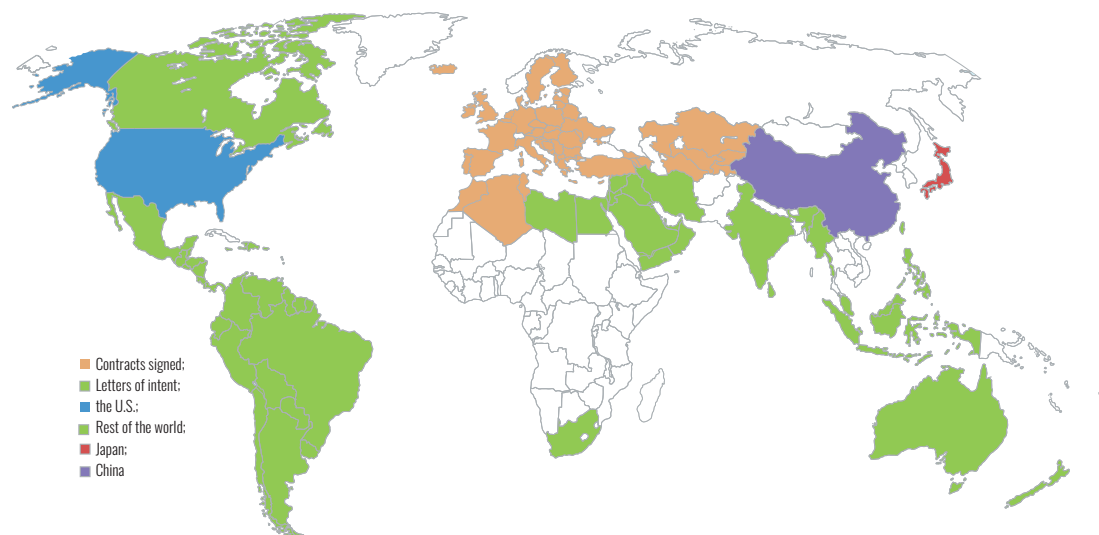 Contracts signed;
Letters of intent;
the U.S.;
Rest of the world;
Japan;
China